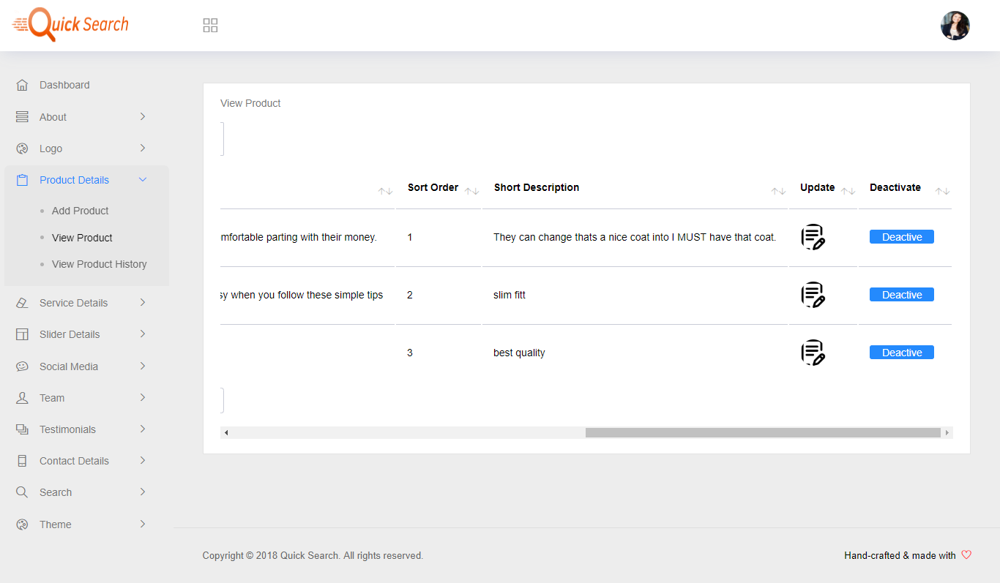 Quick Search
Dashboard
About
Logo
Product Details
Add Product
View Product
View Product History
Service Details
Slider Details
Social Media
Team
Testimonials
Contact Details
Search
Theme
View Product
Sort Order Short Description Update Deactivate
mfortable parting with their money. 1 They can change thats a nice coat into I MUST have that coat. Deactive
sy when you follow these simple tips 2 slim fitt Deactive
3 best quality Deactive
Copyright © 2018 Quick Search. All rights reserved.
Hand-crafted & made with